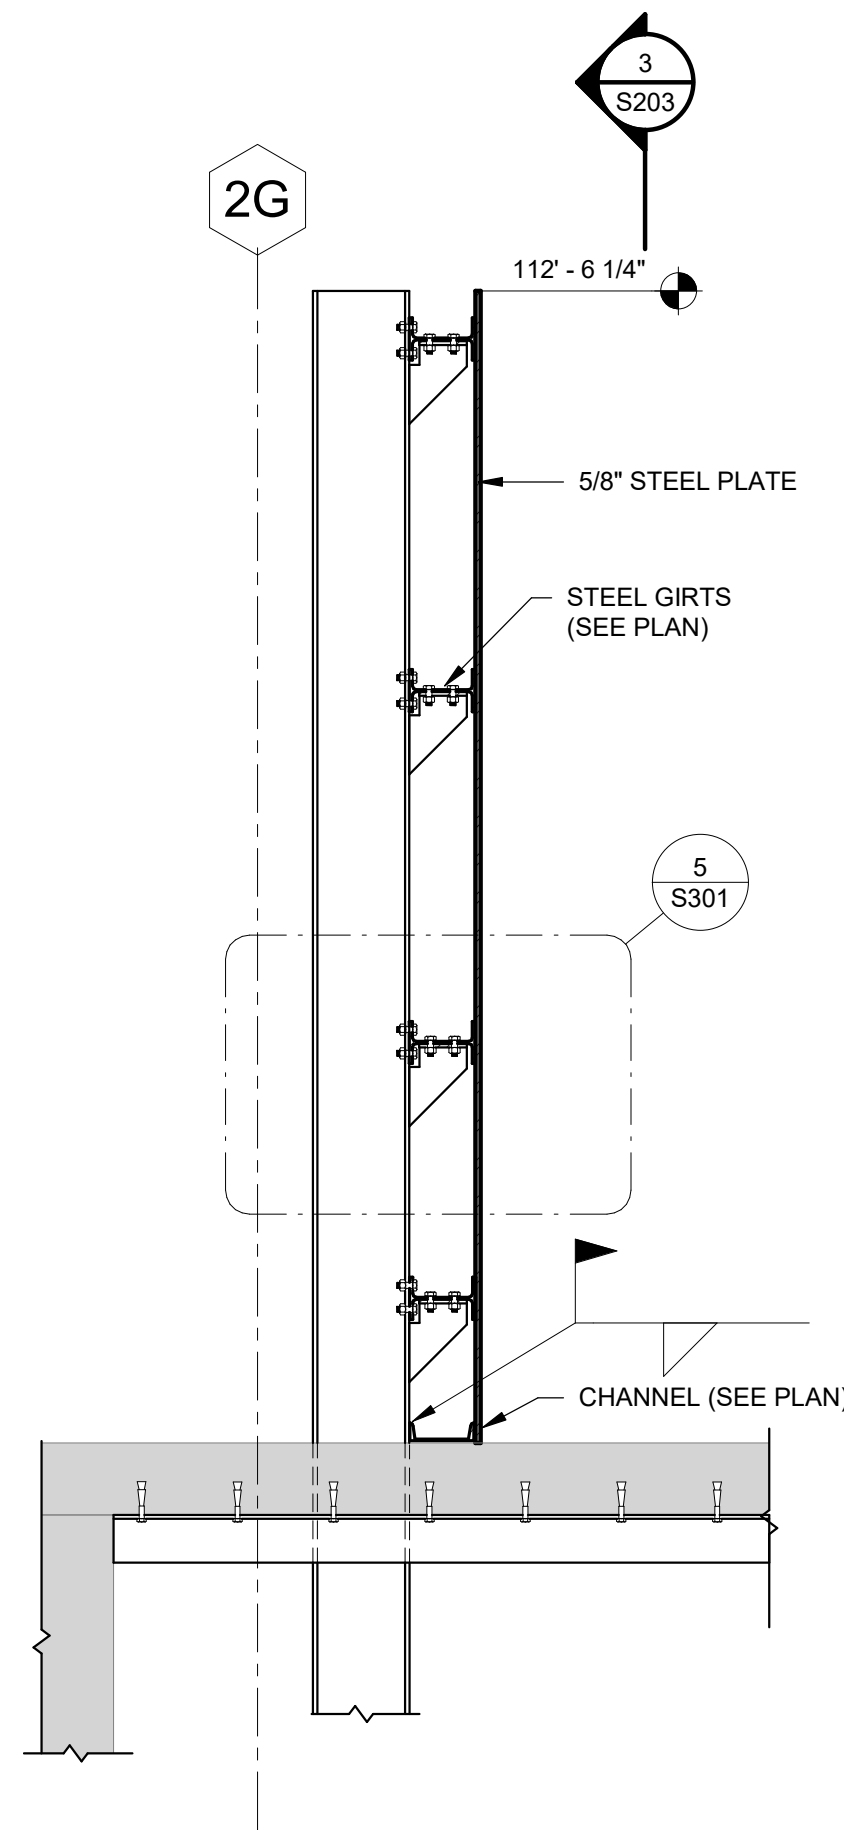 3
S203
2G
112' - 6 1/4"
5/8" STEEL PLATE
STEEL GIRTS
(SEE PLAN)
5
S301
CHANNEL (SEE PLAN)